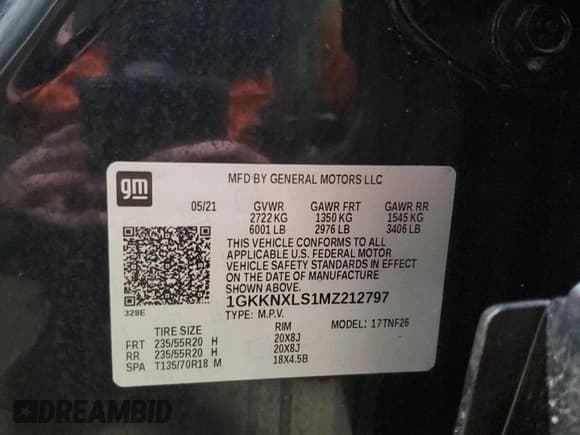 gm
MFD BY GENERAL MOTORS LLC
05/21 GVWR GAWR FRT GAWR RR
2722 KG 1350 KG 1545 KG
6001 LB 2976 LB 3406 LB
THIS VEHICLE CONFORMS TO ALL
APPLICABLE U.S. FEDERAL MOTOR
VEHICLE SAFETY STANDARDS IN EFFECT
ON THE DATE OF MANUFACTURE
SHOWN ABOVE.
1GKKNXLS1MZ212797
328E TYPE: M.P.V. MODEL: 17TNF26
TIRE SIZE RIM
FRT 235/55R20 H 20X8J
RR 235/55R20 H 20X8J
SPA T135/70R18 M 18X4.5B
DREAMBID